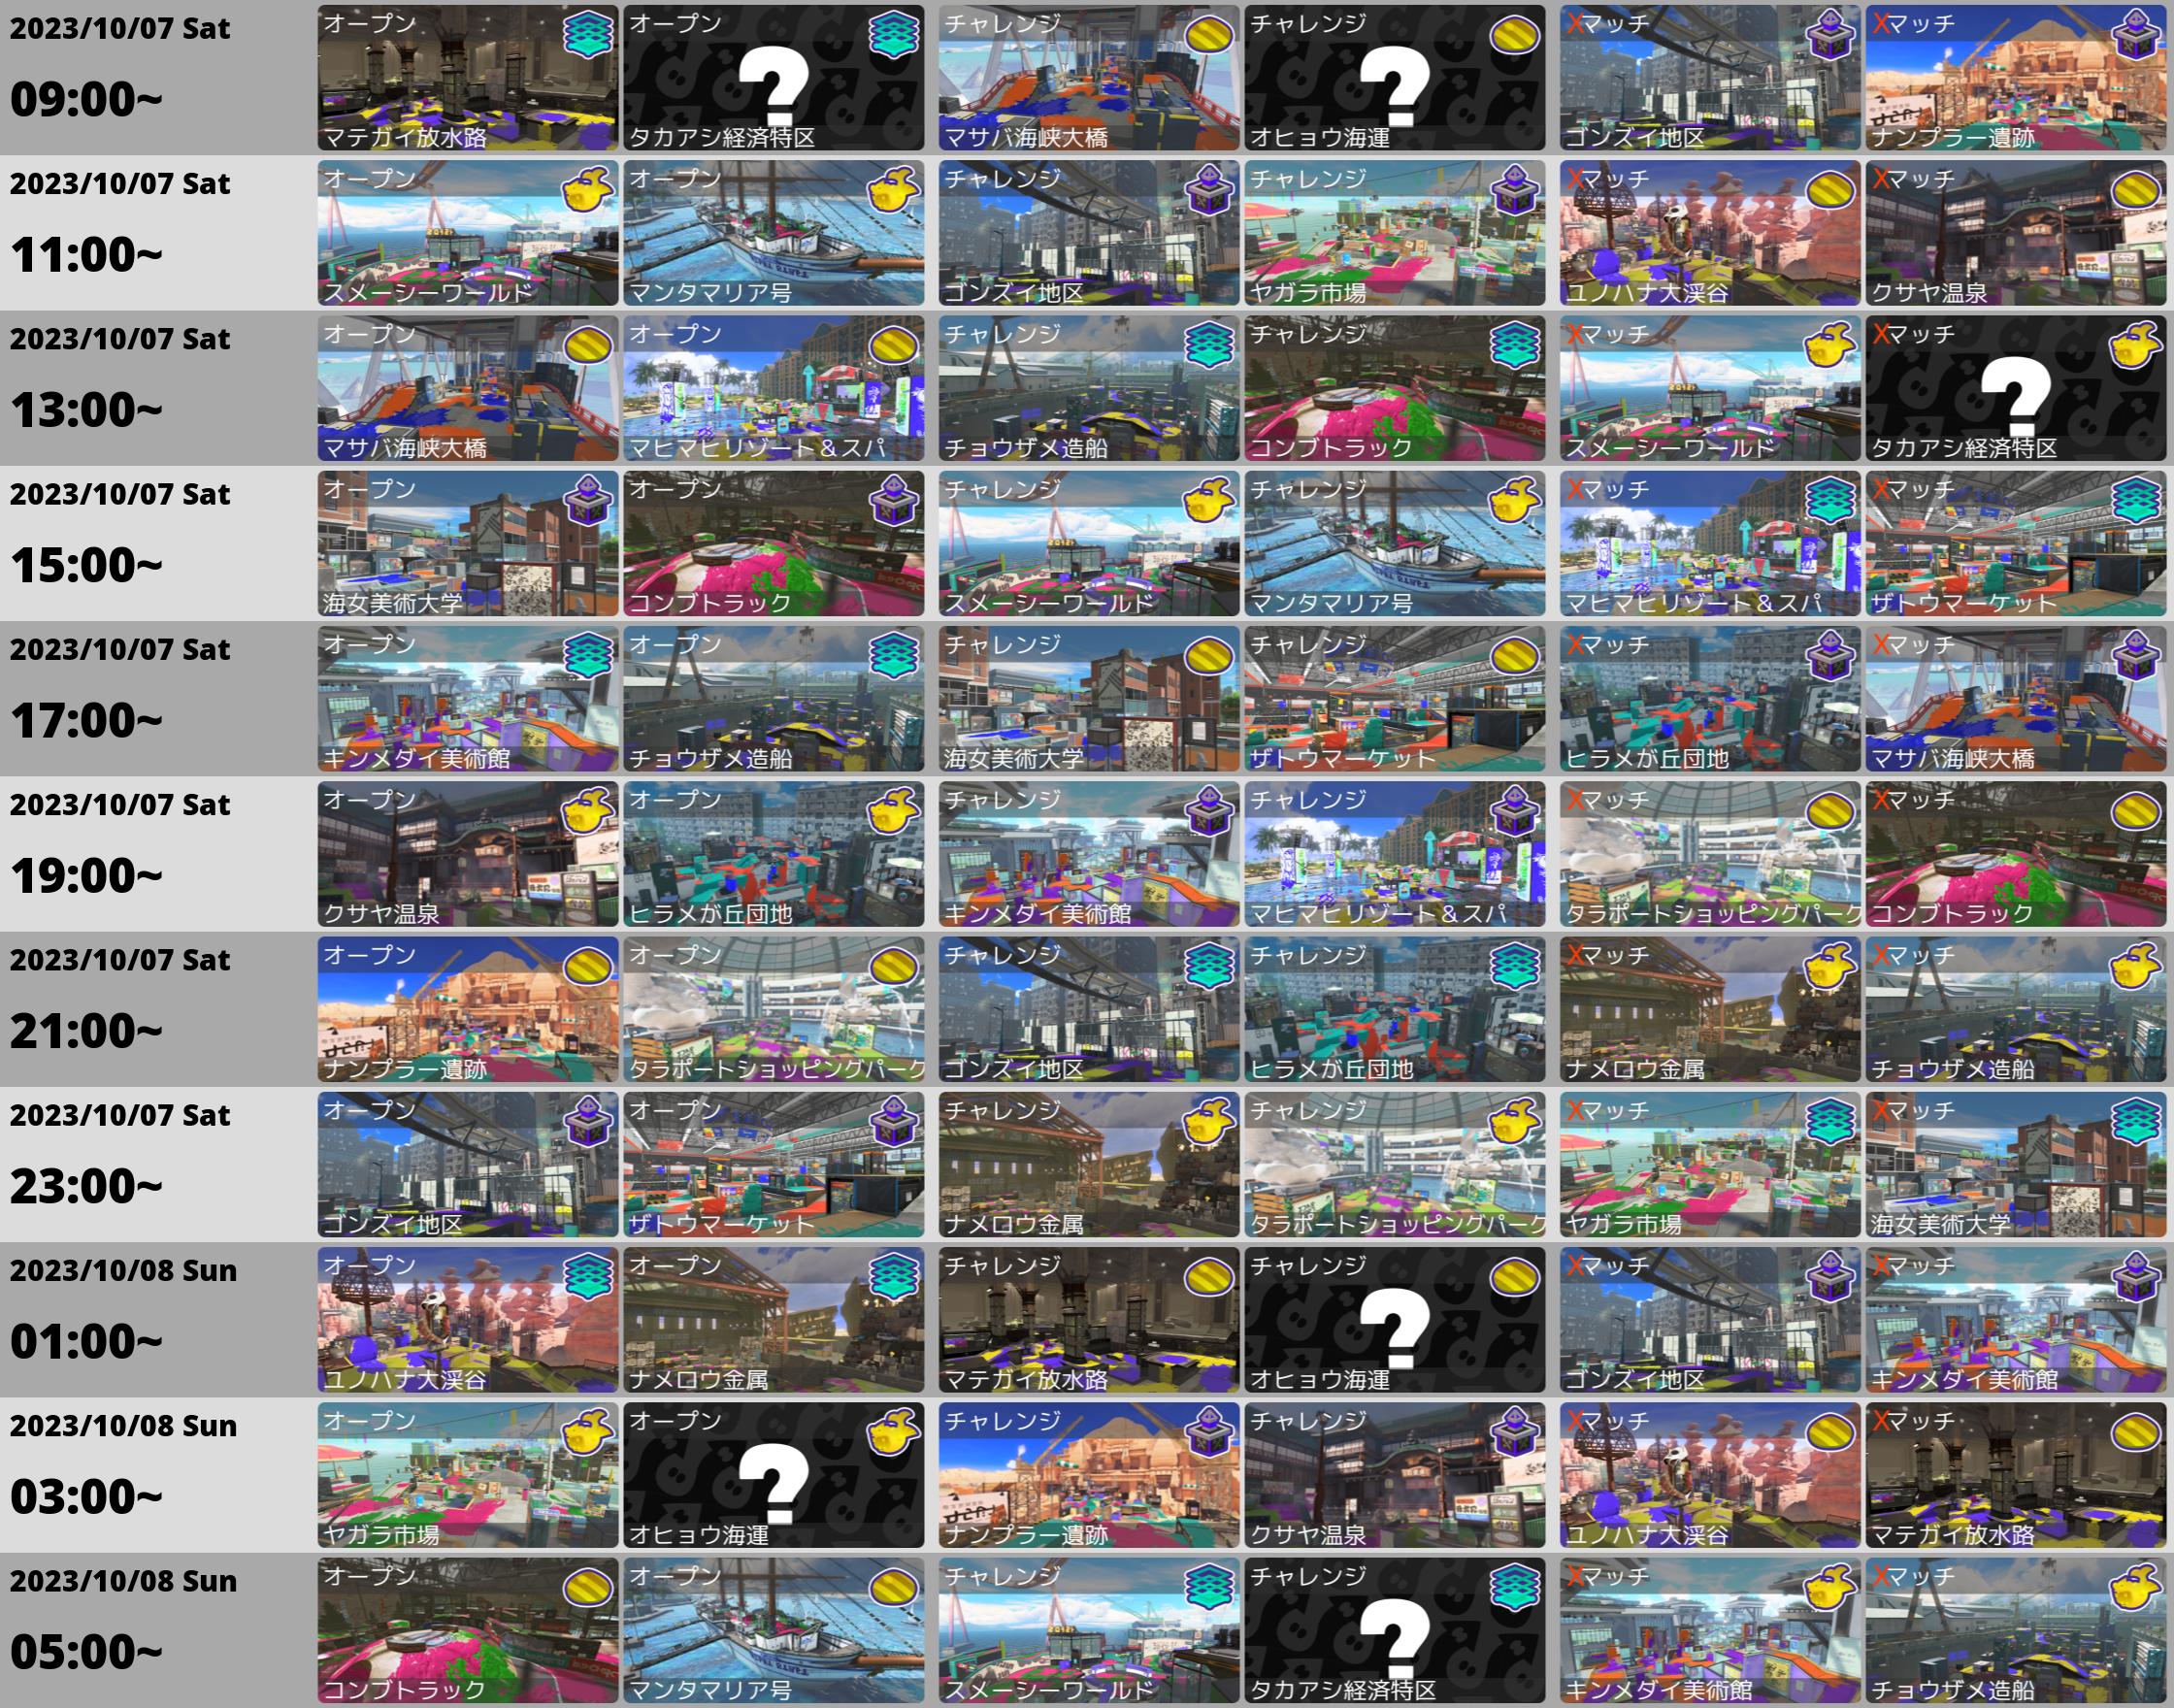 2023/10/07 Sat
09:00~
オープン
マテガイ放水路
オープン
タカアシ経済特区
チャレンジ
マサバ海峡大橋
チャレンジ
オヒョウ海運
Xマッチ
ゴンズイ地区
Xマッチ
ナンプラー遺跡
2023/10/07 Sat
11:00~
オープン
スメーシーワールド
オープン
マンタマリア号
チャレンジ
ゴンズイ地区
チャレンジ
ヤガラ市場
Xマッチ
ユノハナ大渓谷
Xマッチ
クサヤ温泉
2023/10/07 Sat
13:00~
オープン
マサバ海峡大橋
オープン
マヒマヒリゾート＆スパ
チャレンジ
チョウザメ造船
チャレンジ
コンブトラック
Xマッチ
スメーシーワールド
Xマッチ
タカアシ経済特区
2023/10/07 Sat
15:00~
オープン
海女美術大学
オープン
コンブトラック
チャレンジ
スメーシーワールド
チャレンジ
マンタマリア号
Xマッチ
マヒマヒリゾート＆スパ
Xマッチ
ザトウマーケット
2023/10/07 Sat
17:00~
オープン
キンメダイ美術館
オープン
チョウザメ造船
チャレンジ
海女美術大学
チャレンジ
ザトウマーケット
Xマッチ
ヒラメが丘団地
Xマッチ
マサバ海峡大橋
2023/10/07 Sat
19:00~
オープン
クサヤ温泉
オープン
ヒラメが丘団地
チャレンジ
キンメダイ美術館
チャレンジ
マヒマヒリゾート＆スパ
Xマッチ
タラポートショッピングパーク
Xマッチ
コンブトラック
2023/10/07 Sat
21:00~
オープン
ナンプラー遺跡
オープン
タラポートショッピングパーク
チャレンジ
ゴンズイ地区
チャレンジ
ヒラメが丘団地
Xマッチ
ナメロウ金属
Xマッチ
チョウザメ造船
2023/10/07 Sat
23:00~
オープン
ゴンズイ地区
オープン
ザトウマーケット
チャレンジ
ナメロウ金属
チャレンジ
タラポートショッピングパーク
Xマッチ
ヤガラ市場
Xマッチ
海女美術大学
2023/10/08 Sun
01:00~
オープン
ユノハナ大渓谷
オープン
ナメロウ金属
チャレンジ
マテガイ放水路
チャレンジ
オヒョウ海運
Xマッチ
ゴンズイ地区
Xマッチ
キンメダイ美術館
2023/10/08 Sun
03:00~
オープン
ヤガラ市場
オープン
オヒョウ海運
チャレンジ
ナンプラー遺跡
チャレンジ
クサヤ温泉
Xマッチ
ユノハナ大渓谷
Xマッチ
マテガイ放水路
2023/10/08 Sun
05:00~
オープン
コンブトラック
オープン
マンタマリア号
チャレンジ
スメーシーワールド
チャレンジ
タカアシ経済特区
Xマッチ
キンメダイ美術館
Xマッチ
チョウザメ造船